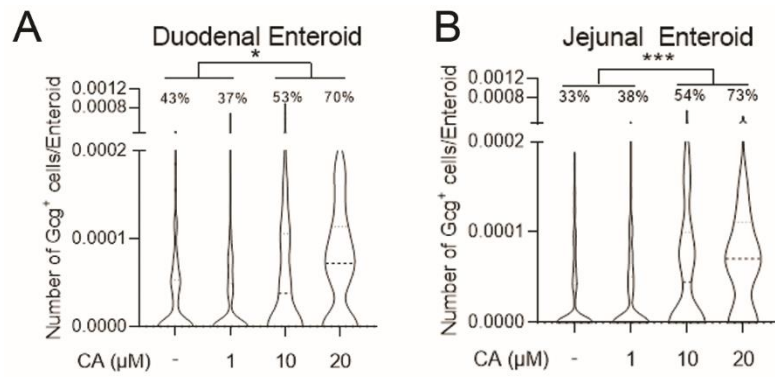 A
Duodenal Enteroid
*
43% 37% 53% 70%
Number of Gcg+ cells/Enteroid
0.0012
0.0008
0.0002
0.0001
0.0000
CA (μM) - 1 10 20
B
Jejunal Enteroid
***
33% 38% 54% 73%
Number of Gcg+ cells/Enteroid
0.0012
0.0008
0.0002
0.0001
0.0000
CA (μM) - 1 10 20